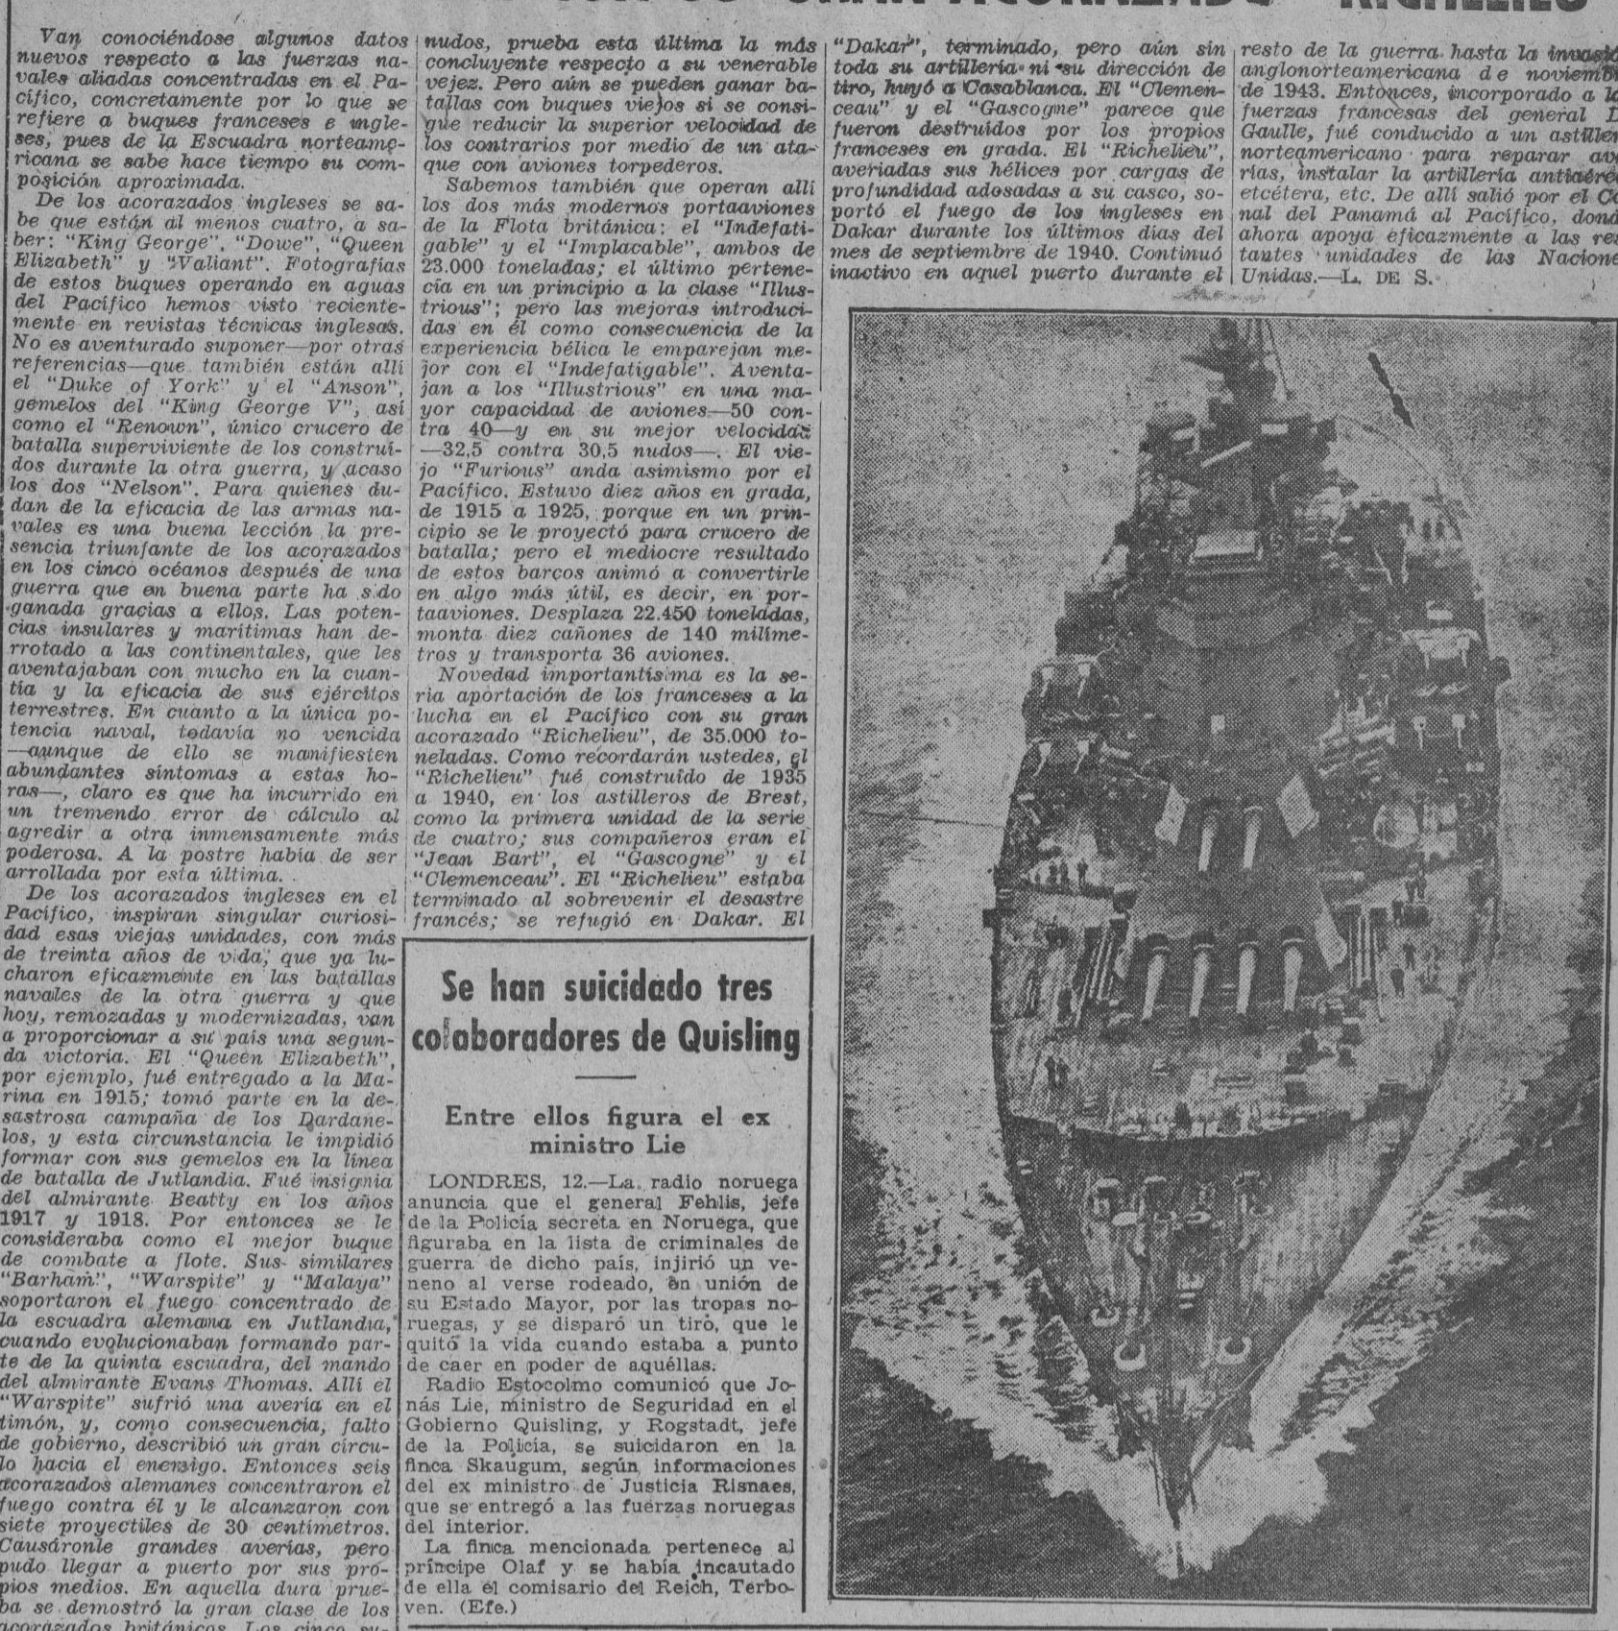 GRAN ACORAZADO "RICHELIEU"
Van conociéndose algunos datos
nuevos respecto a las fuerzas na-
vales aliadas concentradas en el Pa-
cífico, concretamente por lo que se
refiere a buques franceses e ingle-
ses, pues de la Escuadra norteame-
ricana se sabe hace tiempo su com-
posición aproximada.
De los acorazados ingleses se sa-
be que están al menos cuatro, a sa-
ber: "King George", "Dowe", "Queen
Elizabeth" y "Valiant". Fotografías
de estos buques operando en aguas
del Pacífico hemos visto reciente-
mente en revistas técnicas inglesas.
No es aventurado suponer—por otras
referencias—que también están allí
el "Duke of York" y el "Anson",
gemelos del "King George V", así
como el "Renown", único crucero de
batalla superviviente de los construí-
dos durante la otra guerra, y acaso
los dos "Nelson". Para quienes du-
dan de la eficacia de las armas na-
vales es una buena lección la pre-
sencia triunfante de los acorazados
en los cinco océanos después de una
guerra que en buena parte ha sido
ganada gracias a ellos. Las poten-
cias insulares y marítimas han de-
rrotado a las continentales, que les
aventajaban con mucho en la cuan-
tía y la eficacia de sus ejércitos
terrestres. En cuanto a la única po-
tencia naval, todavía no vencida
—aunque de ello se manifiesten
abundantes síntomas a estas ho-
ras—, claro es que ha incurrido en
un tremendo error de cálculo al
agredir a otra inmensamente más
poderosa. A la postre había de ser
arrollada por esta última.
De los acorazados ingleses en el
Pacífico, inspiran singular curiosi-
dad esas viejas unidades, con más
de treinta años de vida, que ya lu-
charon eficazmente en las batallas
navales de la otra guerra y que
hoy, remozadas y modernizadas, van
a proporcionar a su país una segun-
da victoria. El "Queen Elizabeth",
por ejemplo, fué entregado a la Ma-
rina en 1915; tomó parte en la de-
sastrosa campaña de los Dardane-
los, y esta circunstancia le impidió
formar con sus gemelos en la línea
de batalla de Jutlandia. Fué insignia
del almirante Beatty en los años
1917 y 1918. Por entonces se le
consideraba como el mejor buque
de combate a flote. Sus similares
"Barham", "Warspite" y "Malaya"
soportaron el fuego concentrado de
la escuadra alemana en Jutlandia,
cuando evolucionaban formando par-
te de la quinta escuadra, del mando
del almirante Evans Thomas. Allí el
"Warspite" sufrió una avería en el
timón, y, como consecuencia, falto
de gobierno, describió un gran círcu-
lo hacia el enemigo. Entonces seis
acorazados alemanes concentraron el
fuego contra él y le alcanzaron con
siete proyectiles de 30 centímetros.
Causáronle grandes averías, pero
pudo llegar a puerto por sus pro-
pios medios. En aquella dura prue-
ba se demostró la gran clase de los
acorazados británicos. Los cinco su-
nudos, prueba esta última la más
concluyente respecto a su venerable
vejez. Pero aún se pueden ganar ba-
tallas con buques viejos si se consi-
gue reducir la superior velocidad de
los contrarios por medio de un ata-
que con aviones torpederos.
Sabemos también que operan allí
los dos más modernos portaaviones
de la Flota británica: el "Indefati-
gable" y el "Implacable", ambos de
23.000 toneladas; el último pertene-
cía en un principio a la clase "Illus-
trious"; pero las mejoras introduci-
das en él como consecuencia de la
experiencia bélica le emparejan me-
jor con el "Indefatigable". Aventa-
jan a los "Illustrious" en una ma-
yor capacidad de aviones—50 con-
tra 40—y en su mejor velocidad
—32,5 contra 30,5 nudos—. El vie-
jo "Furious" anda asimismo por el
Pacífico. Estuvo diez años en grada,
de 1915 a 1925, porque en un prin-
cipio se le proyectó para crucero de
batalla; pero el mediocre resultado
de estos barcos animó a convertirle
en algo más útil, es decir, en por-
taaviones. Desplaza 22.450 toneladas,
monta diez cañones de 140 milíme-
tros y transporta 36 aviones.
Novedad importantísima es la se-
ria aportación de los franceses a la
lucha en el Pacífico con su gran
acorazado "Richelieu", de 35.000 to-
neladas. Como recordarán ustedes, el
"Richelieu" fué construído de 1935
a 1940, en los astilleros de Brest,
como la primera unidad de la serie
de cuatro; sus compañeros eran el
"Jean Bart", el "Gascogne" y el
"Clemenceau". El "Richelieu" estaba
terminado al sobrevenir el desastre
francés; se refugió en Dakar. El
"Dakar", terminado, pero aún sin
toda su artillería ni su dirección de
tiro, huyó a Casablanca. El "Clemen-
ceau" y el "Gascogne" parece que
fueron destruídos por los propios
franceses en grada. El "Richelieu",
averiadas sus hélices por cargas de
profundidad adosadas a su casco, so-
portó el fuego de los ingleses en
Dakar durante los últimos días del
mes de septiembre de 1940. Continuó
inactivo en aquel puerto durante el
resto de la guerra hasta la invasió
anglonorteamericana de noviemb
de 1943. Entonces, incorporado a l
fuerzas francesas del general D
Gaulle, fué conducido a un astiller
norteamericano para reparar ave
rías, instalar la artillería antiaére
etcétera, etc. De allí salió por el Ca
nal del Panamá al Pacífico, dond
ahora apoya eficazmente a las res
tantes unidades de las Nacione
Unidas.—L. DE S.
Se han suicidado tres
colaboradores de Quisling
Entre ellos figura el ex
ministro Lie
LONDRES, 12.—La radio noruega
anuncia que el general Fehlis, jefe
de la Policía secreta en Noruega, que
figuraba en la lista de criminales de
guerra de dicho país, injirió un ve-
neno al verse rodeado, en unión de
su Estado Mayor, por las tropas no-
ruegas, y se disparó un tiro, que le
quitó la vida cuando estaba a punto
de caer en poder de aquéllas.
Radio Estocolmo comunicó que Jo-
nás Lie, ministro de Seguridad en el
Gobierno Quisling, y Rogstadt, jefe
de la Policía, se suicidaron en la
finca Skaugum, según informaciones
del ex ministro de Justicia Risnaes,
que se entregó a las fuerzas noruegas
del interior.
La finca mencionada pertenece al
príncipe Olaf y se había incautado
de ella el comisario del Reich, Terbo-
ven. (Efe.)